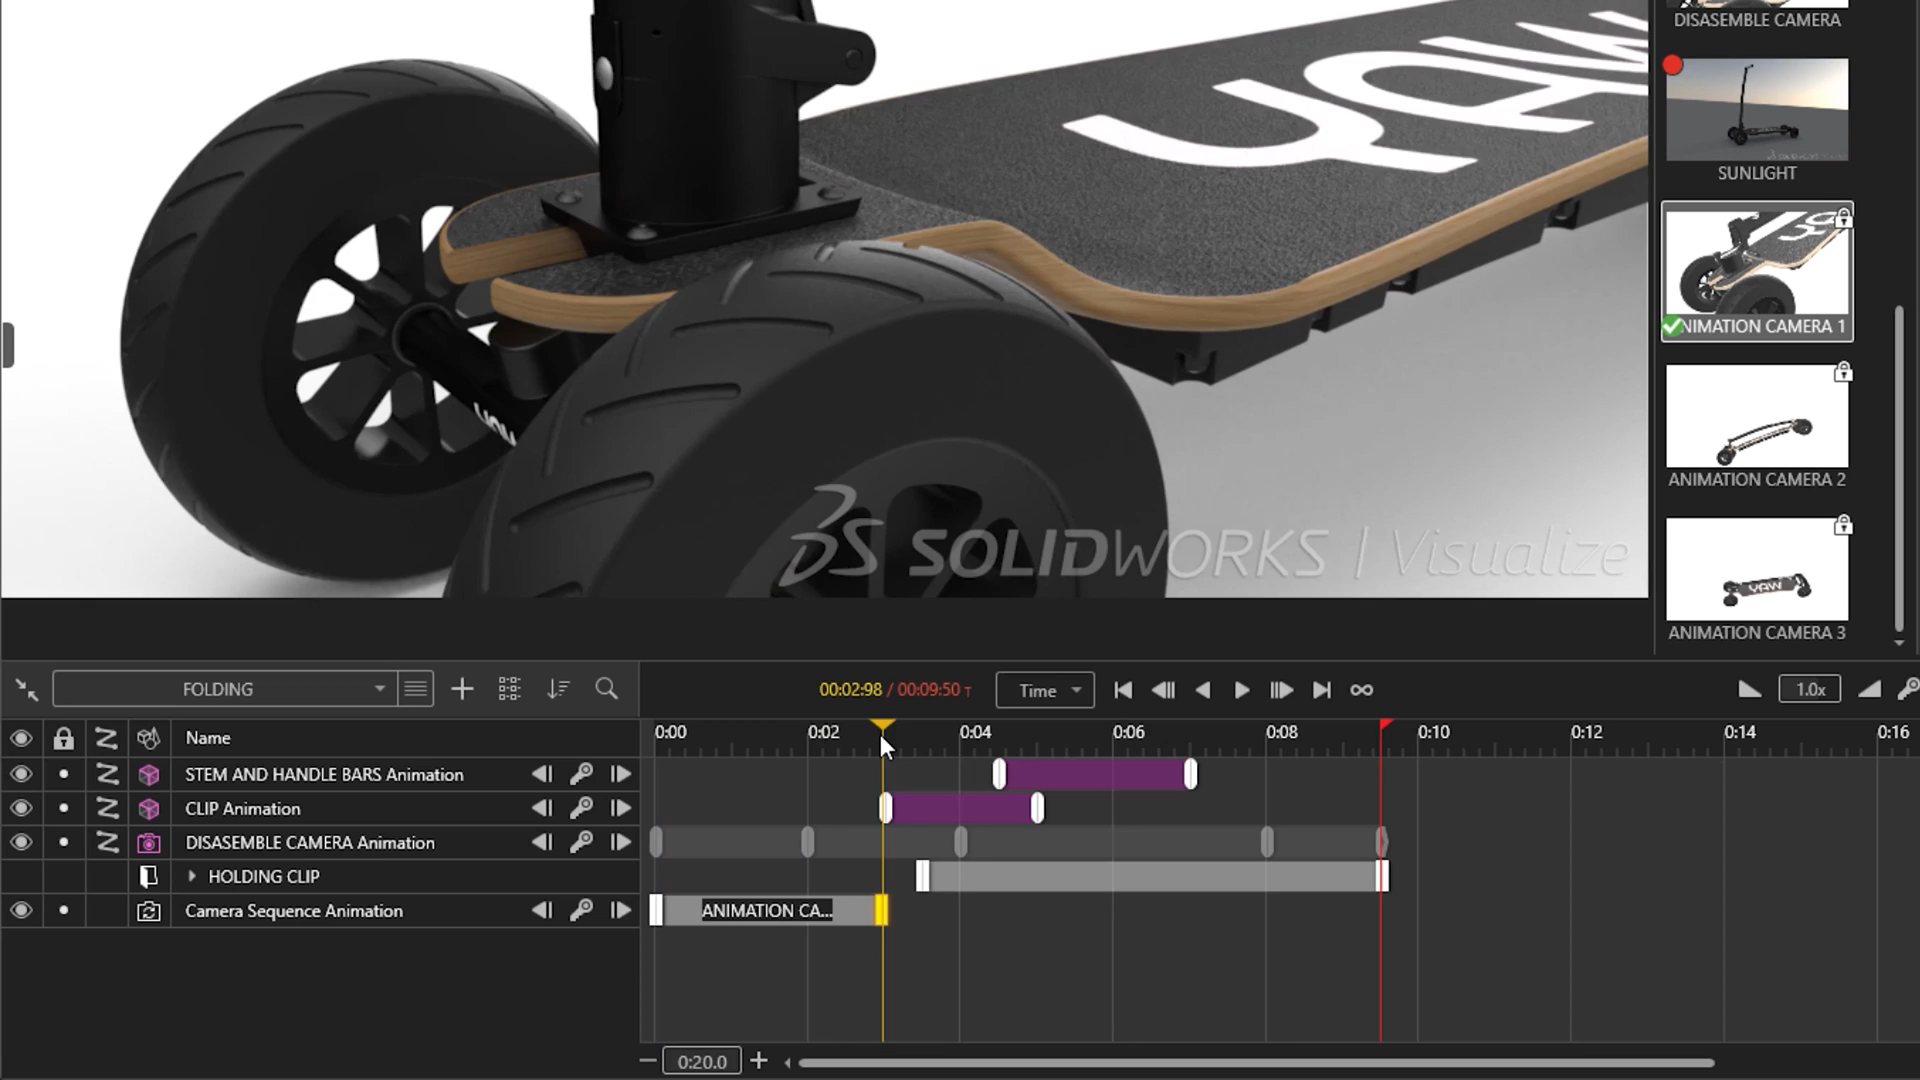 DISASEMBLE CAMERA
YAW
SUNLIGHT
NIMATION CAMERA 1
yaw
SOLIDWORKS | Visualize
ANIMATION CAMERA 2
YAW
ANIMATION CAMERA 3
FOLDING
00:02:98 / 00:09:50 T
Time
1.0x
Name
0:00 0:02 0:04 0:06 0:08 0:10 0:12 0:14 0:16
STEM AND HANDLE BARS Animation
CLIP Animation
DISASEMBLE CAMERA Animation
HOLDING CLIP
Camera Sequence Animation
ANIMATION CA...
0:20.0